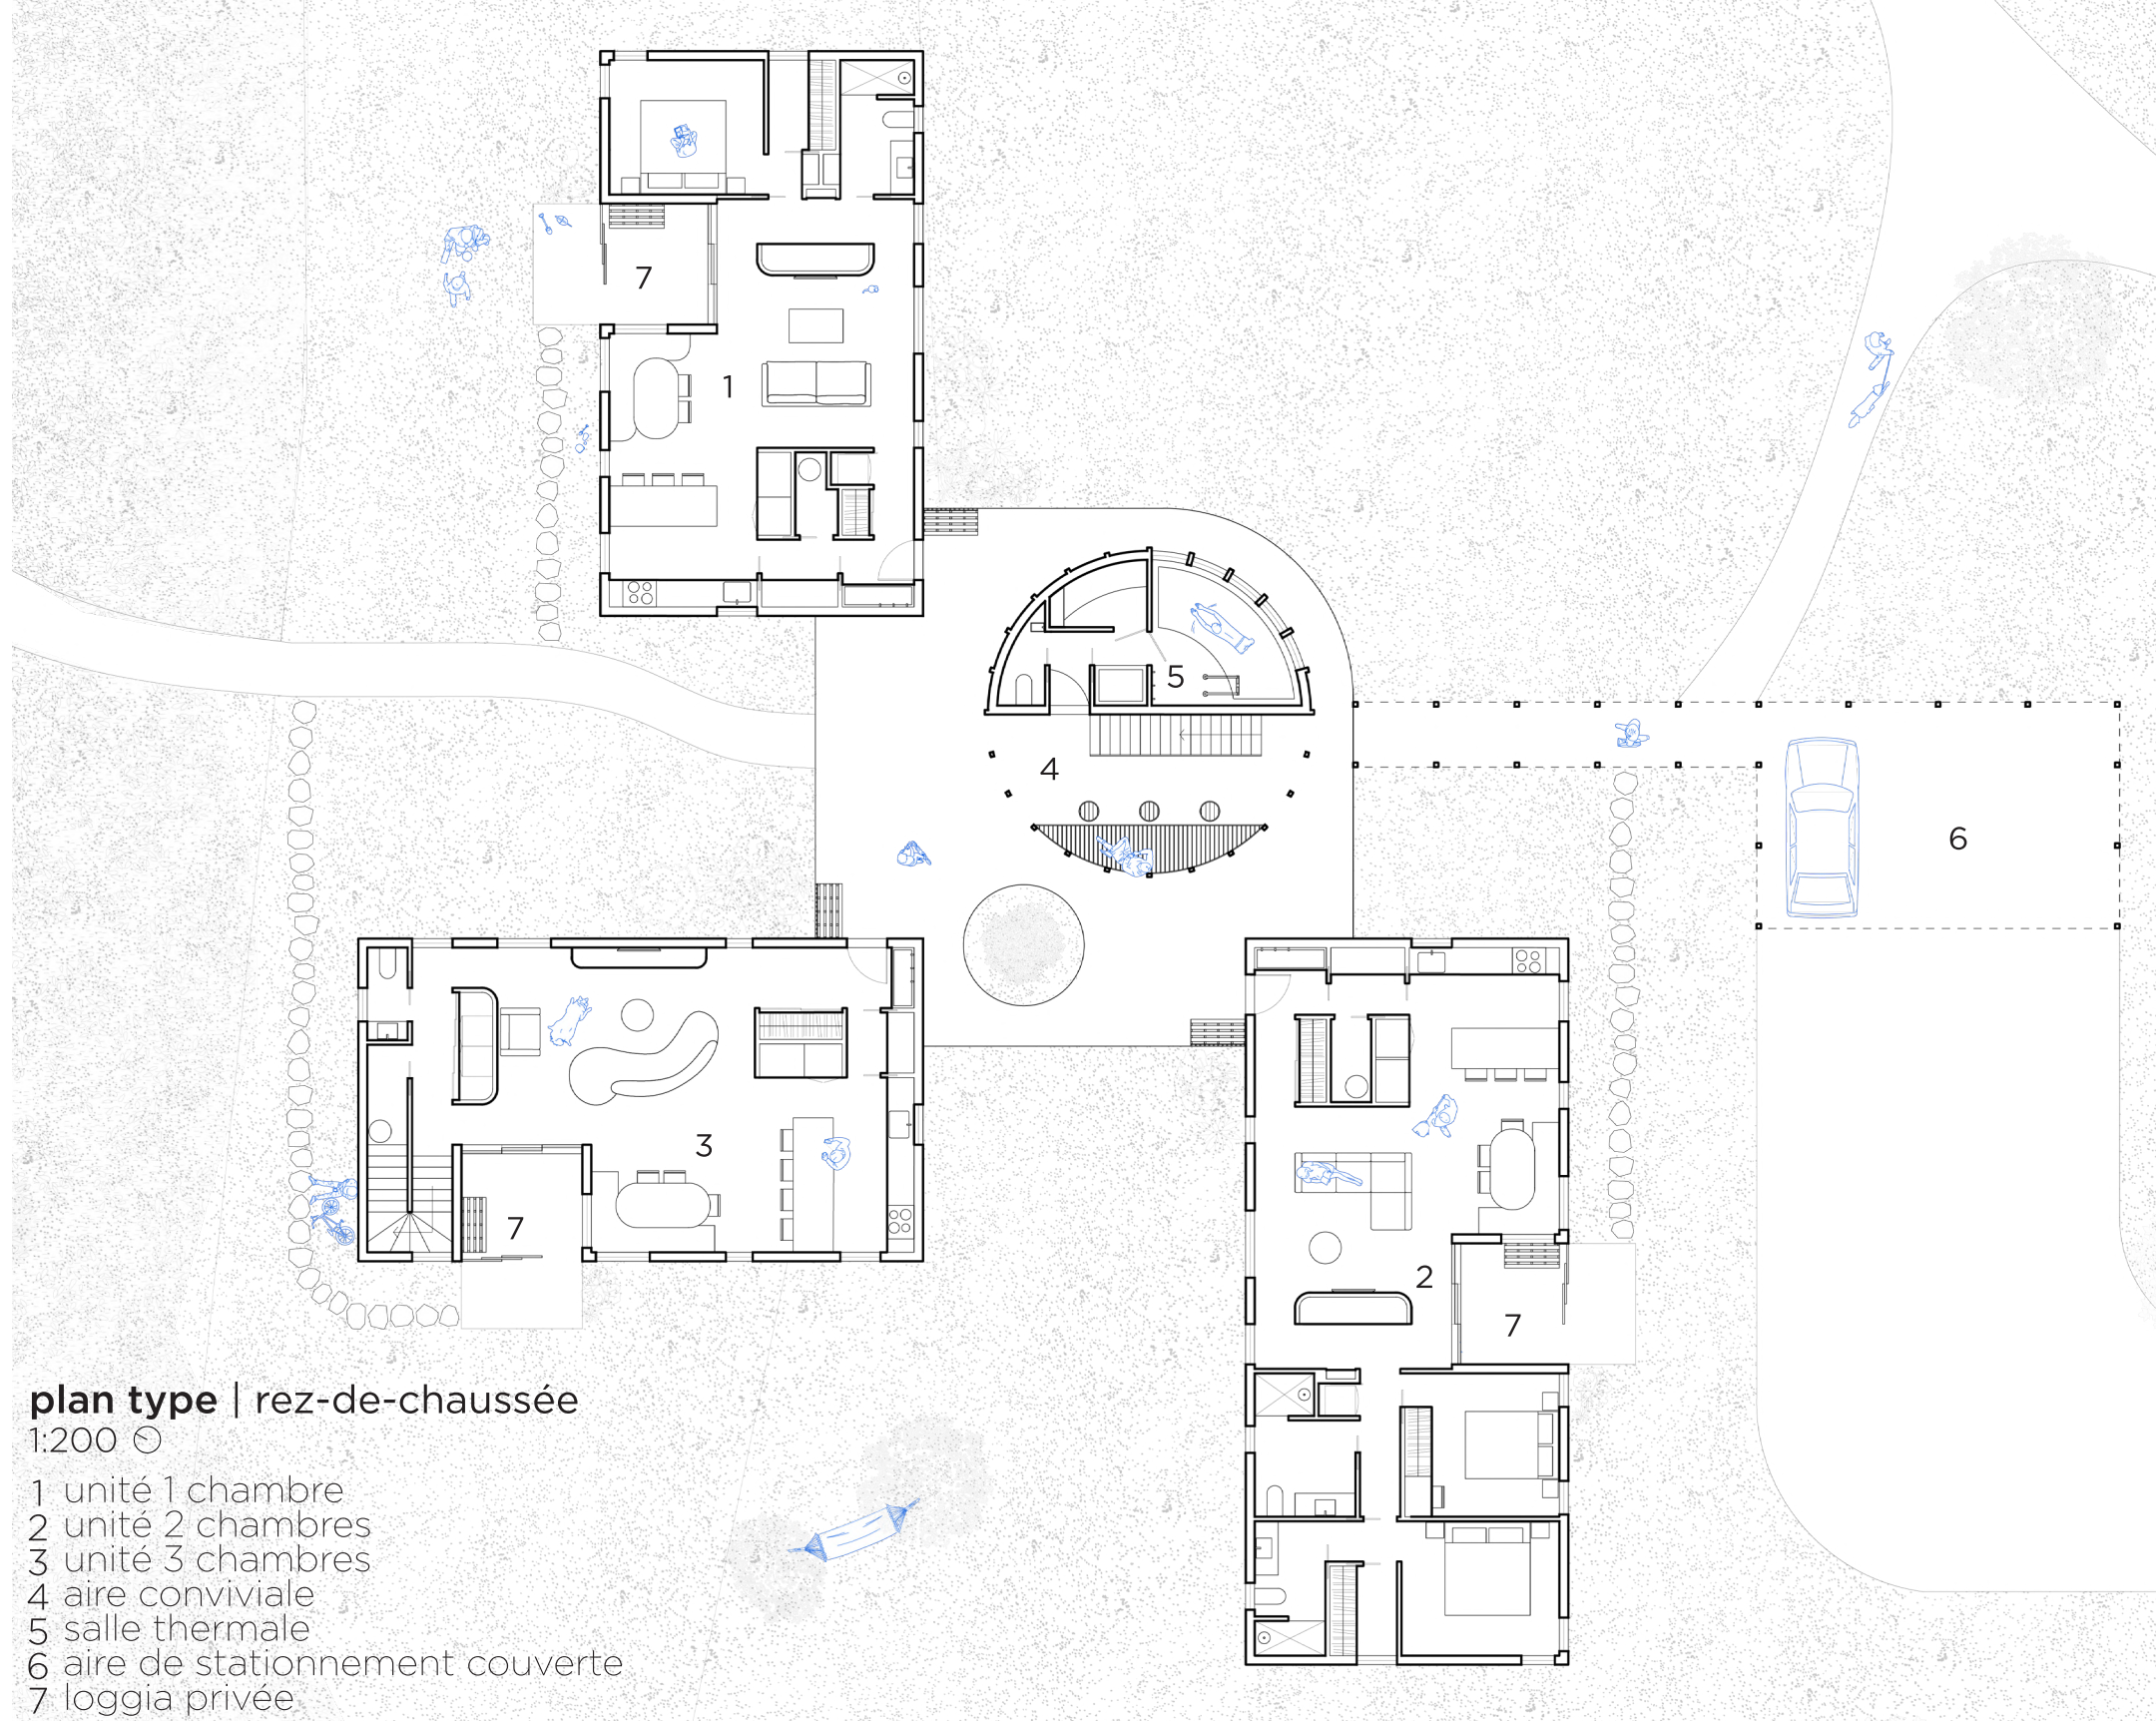 7
1
5
4
6
3
7
2
7
plan type | rez-de-chaussée
1:200
1 unité 1 chambre
2 unité 2 chambres
3 unité 3 chambres
4 aire conviviale
5 salle thermale
6 aire de stationnement couverte
7 loggia privée